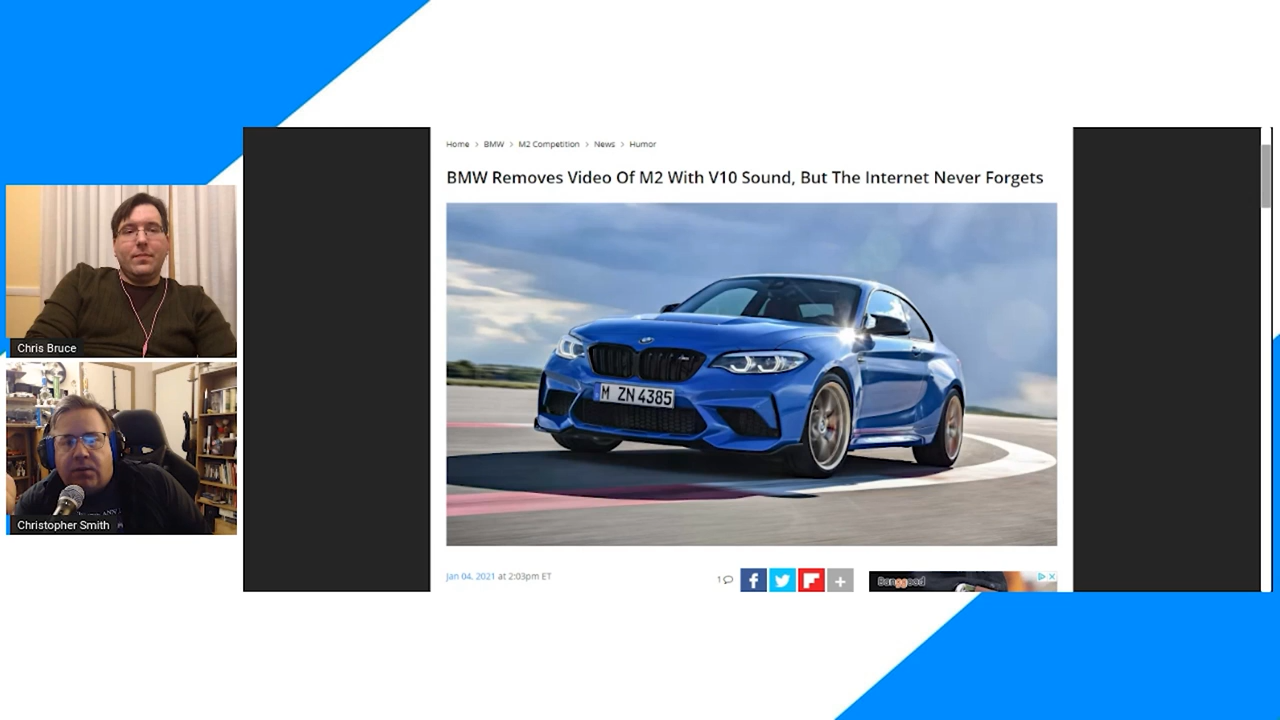 Home > BMW > M2 Competition > News > Humor
BMW Removes Video Of M2 With V10 Sound, But The Internet Never Forgets
M ZN 4385
Chris Bruce
Christopher Smith
Jan 04, 2021 at 2:03pm ET
1
Banggood